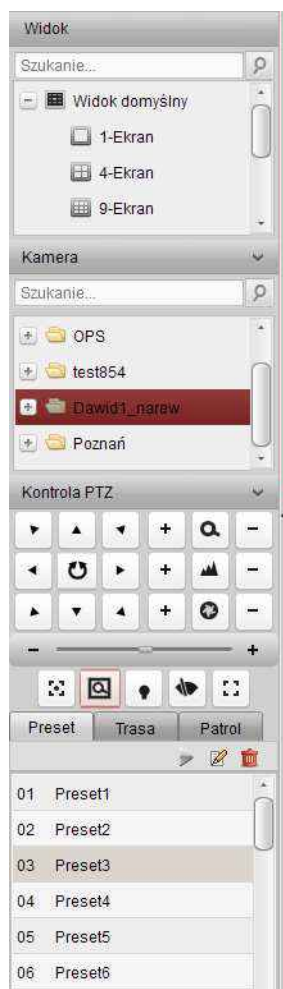 Widok
Szukanie...
Widok domyślny
1-Ekran
4-Ekran
9-Ekran
Kamera
Szukanie...
OPS
test854
Dawid1_narew
Poznań
Kontrola PTZ
Preset Trasa Patrol
01 Preset1
02 Preset2
03 Preset3
04 Preset4
05 Preset5
06 Preset6